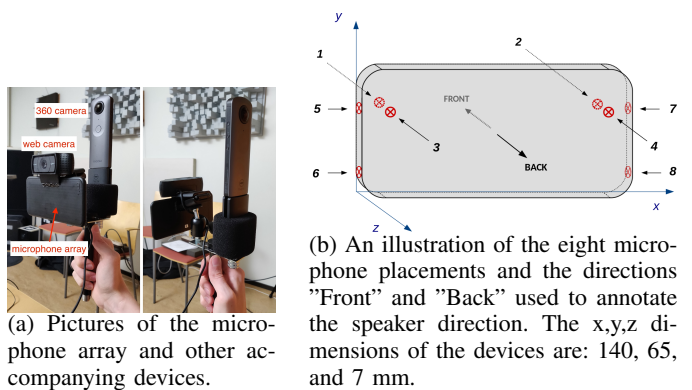 360 camera
web camera
microphone array
(a) Pictures of the micro-
phone array and other ac-
companying devices.
y
1
2
FRONT
5
7
3
4
BACK
6
8
x
z
(b) An illustration of the eight micro-
phone placements and the directions
”Front” and ”Back” used to annotate
the speaker direction. The x,y,z di-
mensions of the devices are: 140, 65,
and 7 mm.